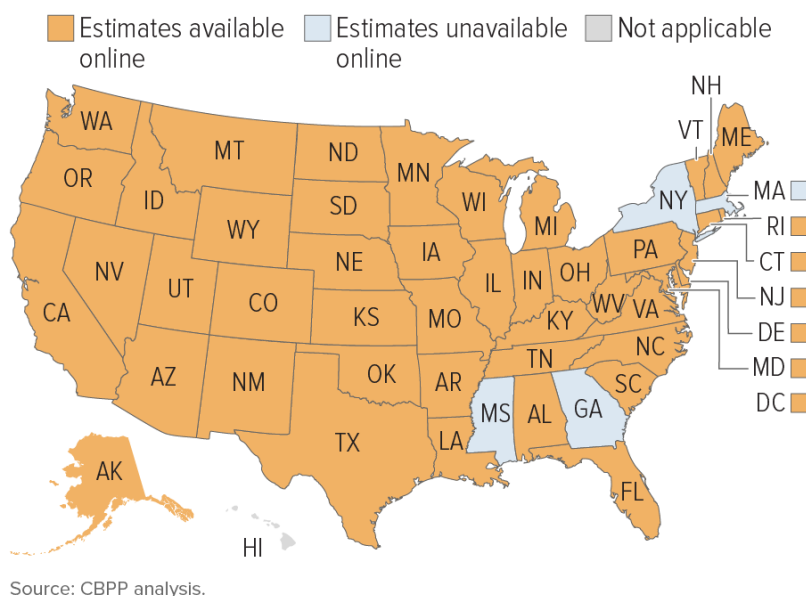 Estimates available
online
Estimates unavailable
online
Not applicable
NH
WA
VT
ME
MT
ND
MN
OR
ID
SD
WI
NY
MA
WY
MI
RI
IA
PA
CT
NV
NE
IL
IN
OH
NJ
UT
CO
WV
VA
CA
KS
MO
KY
DE
NC
MD
TN
AZ
NM
OK
AR
SC
DC
MS
AL
GA
TX
LA
AK
FL
HI
Source: CBPP analysis.